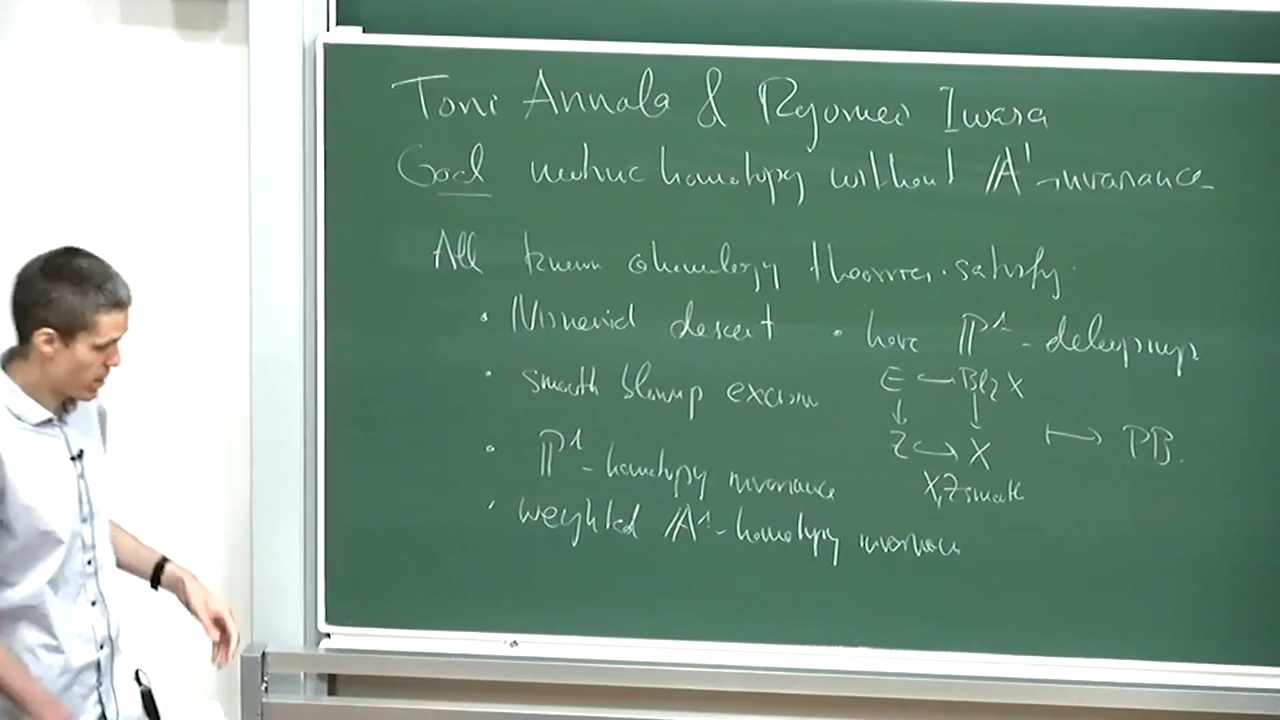 Toni Annala & Ryomei Iwasa
Goal motivic homotopy without A¹-invariance
All known cohomology theories satisfy
• Nisnevich descent • have P¹-deloopings
• smooth blowup excision E ↪ Bl_Z X
↓ ↓
Z ↪ X ↦ PB.
X, Z smooth
• P¹-homotopy invariance
• weighted A¹-homotopy invariance